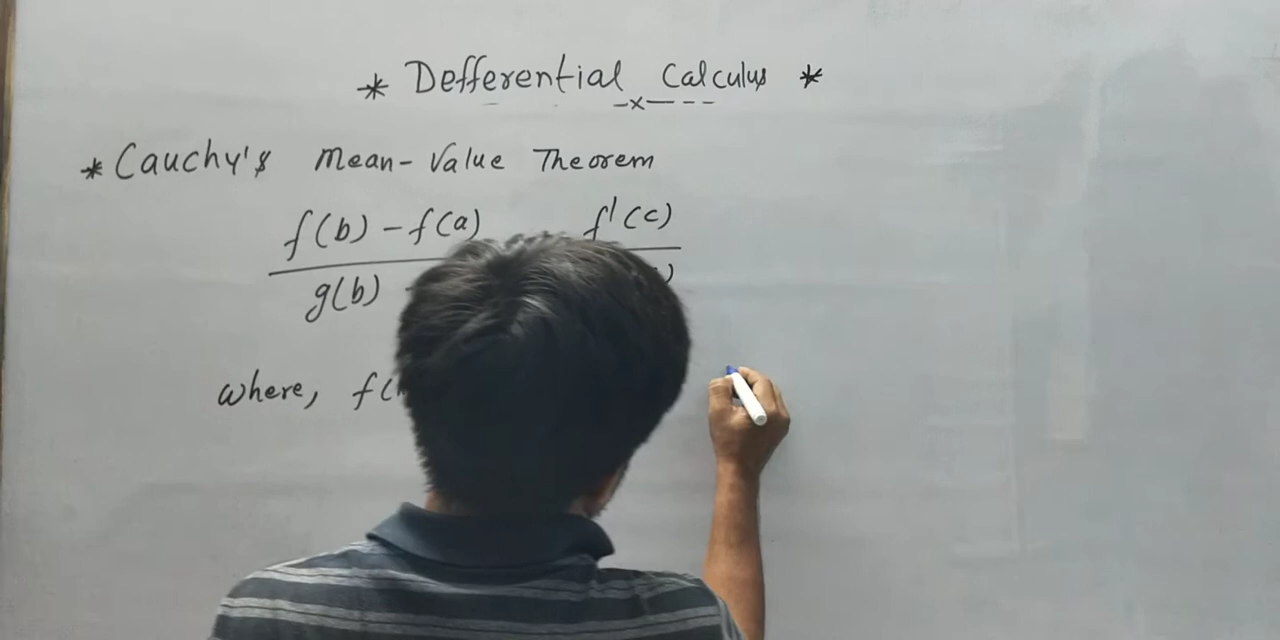 * Defferential Calculus *
* Cauchy's Mean-Value Theorem
f(b) - f(a) f'(c)
g(b) )
where, f(